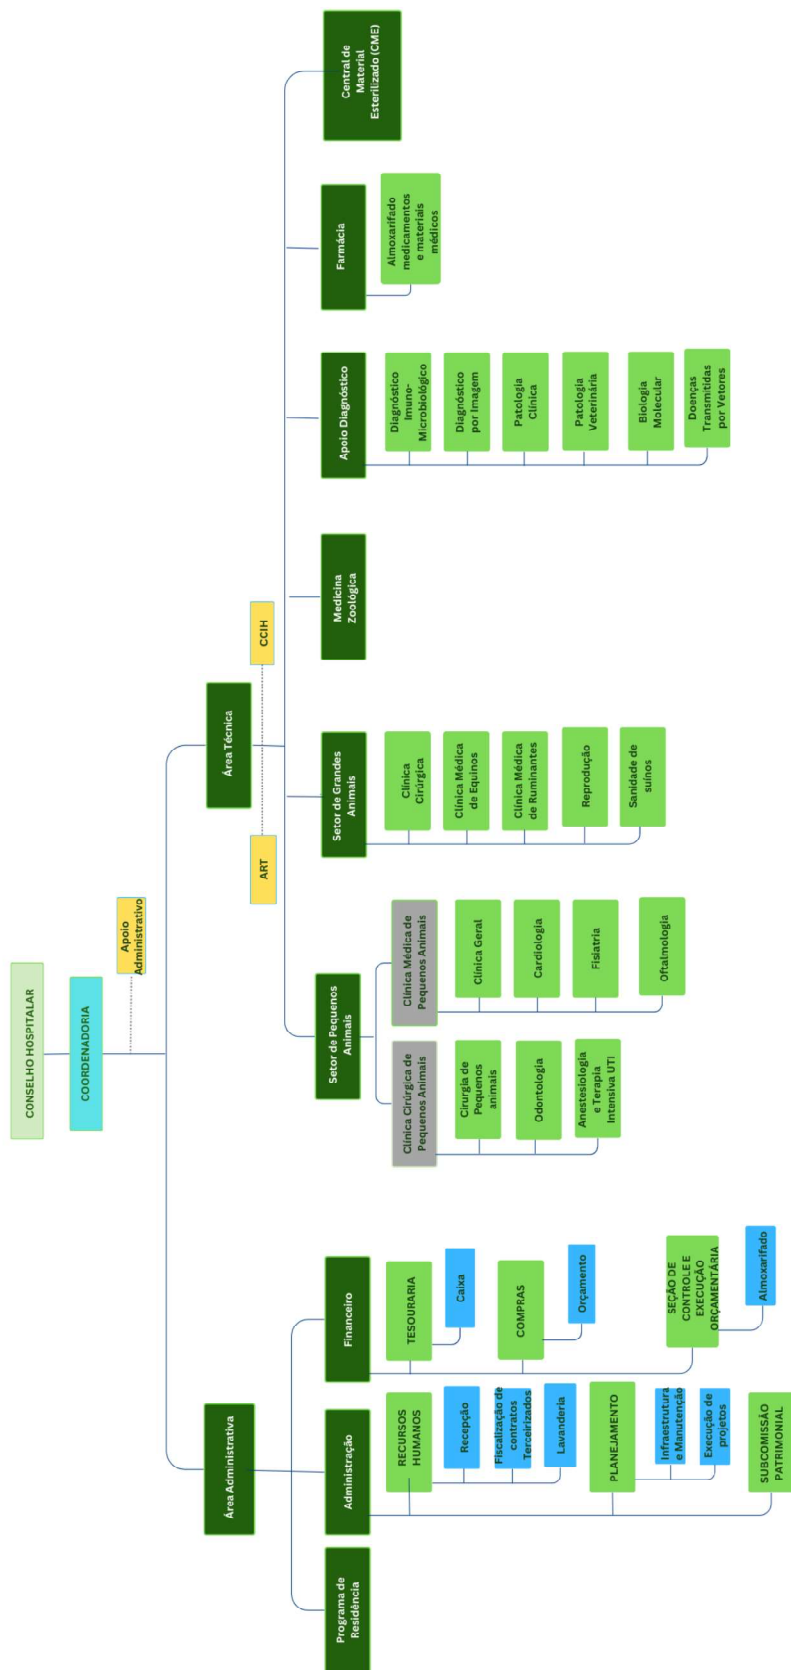 CONSELHO HOSPITALAR
COORDENADORIA
Apoio
Administrativo
Área Administrativa
Área Técnica
ART
CCIH
Programa de
Residência
Administração
RECURSOS
HUMANOS
Recepção
Fiscalização de
contratos
Terceirizados
Lavanderia
PLANEJAMENTO
Infraestrutura
e Manutenção
Execução de
projetos
SUBCOMISSÃO
PATRIMONIAL
Financeiro
TESOURARIA
Caixa
COMPRAS
Orçamento
SEÇÃO DE
CONTROLE E
EXECUÇÃO
ORÇAMENTÁRIA
Almoxarifado
Setor de Pequenos
Animais
Clínica Cirúrgica de
Pequenos Animais
Cirurgia de
Pequenos
animais
Odontologia
Anestesiologia
e Terapia
Intensiva UTI
Clínica Médica de
Pequenos Animais
Clínica Geral
Cardiologia
Fisiatria
Oftalmologia
Setor de Grandes
Animais
Clínica
Cirúrgica
Clínica Médica
de Equinos
Clínica Médica
de Ruminantes
Reprodução
Sanidade de
suínos
Medicina
Zoológica
Apoio Diagnóstico
Diagnóstico
Imuno-
Microbiológico
Diagnóstico
por Imagem
Patologia
Clínica
Patologia
Veterinária
Biologia
Molecular
Doenças
Transmitidas
por Vetores
Farmácia
Almoxarifado
medicamentos
e materiais
médicos
Central de
Material
Esterilizado (CME)